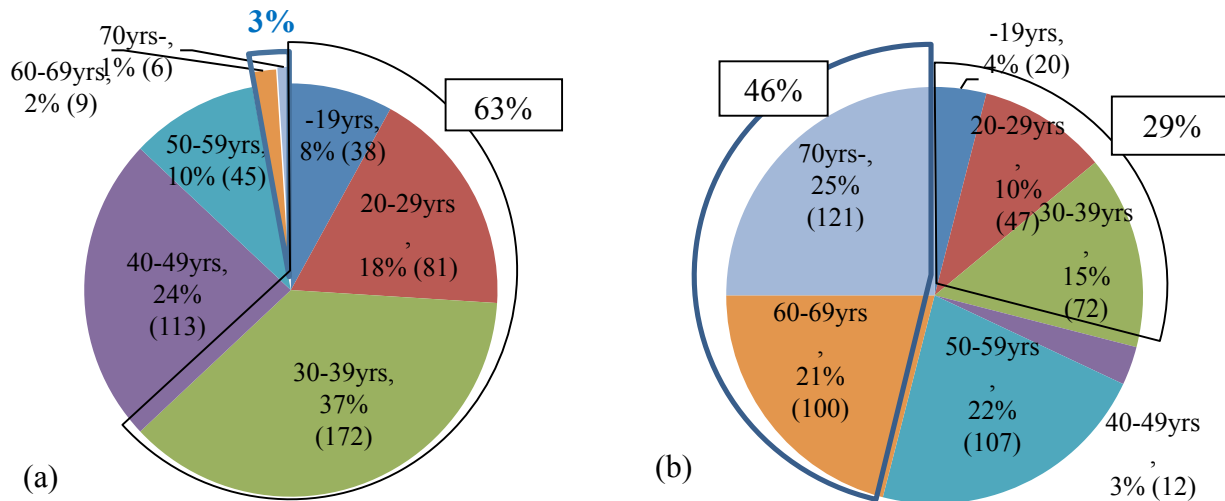 3%
70yrs-,
1% (6)
60-69yrs,
2% (9)
63%
-19yrs,
8% (38)
50-59yrs,
10% (45)
20-29yrs
,
18% (81)
40-49yrs,
24%
(113)
30-39yrs,
37%
(172)
(a)
-19yrs,
4% (20)
46%
29%
20-29yrs
,
10%
(47)
70yrs-,
25%
(121)
30-39yrs
,
15%
(72)
60-69yrs
,
21%
(100)
50-59yrs
,
22%
(107)
40-49yrs
,
3% (12)
(b)